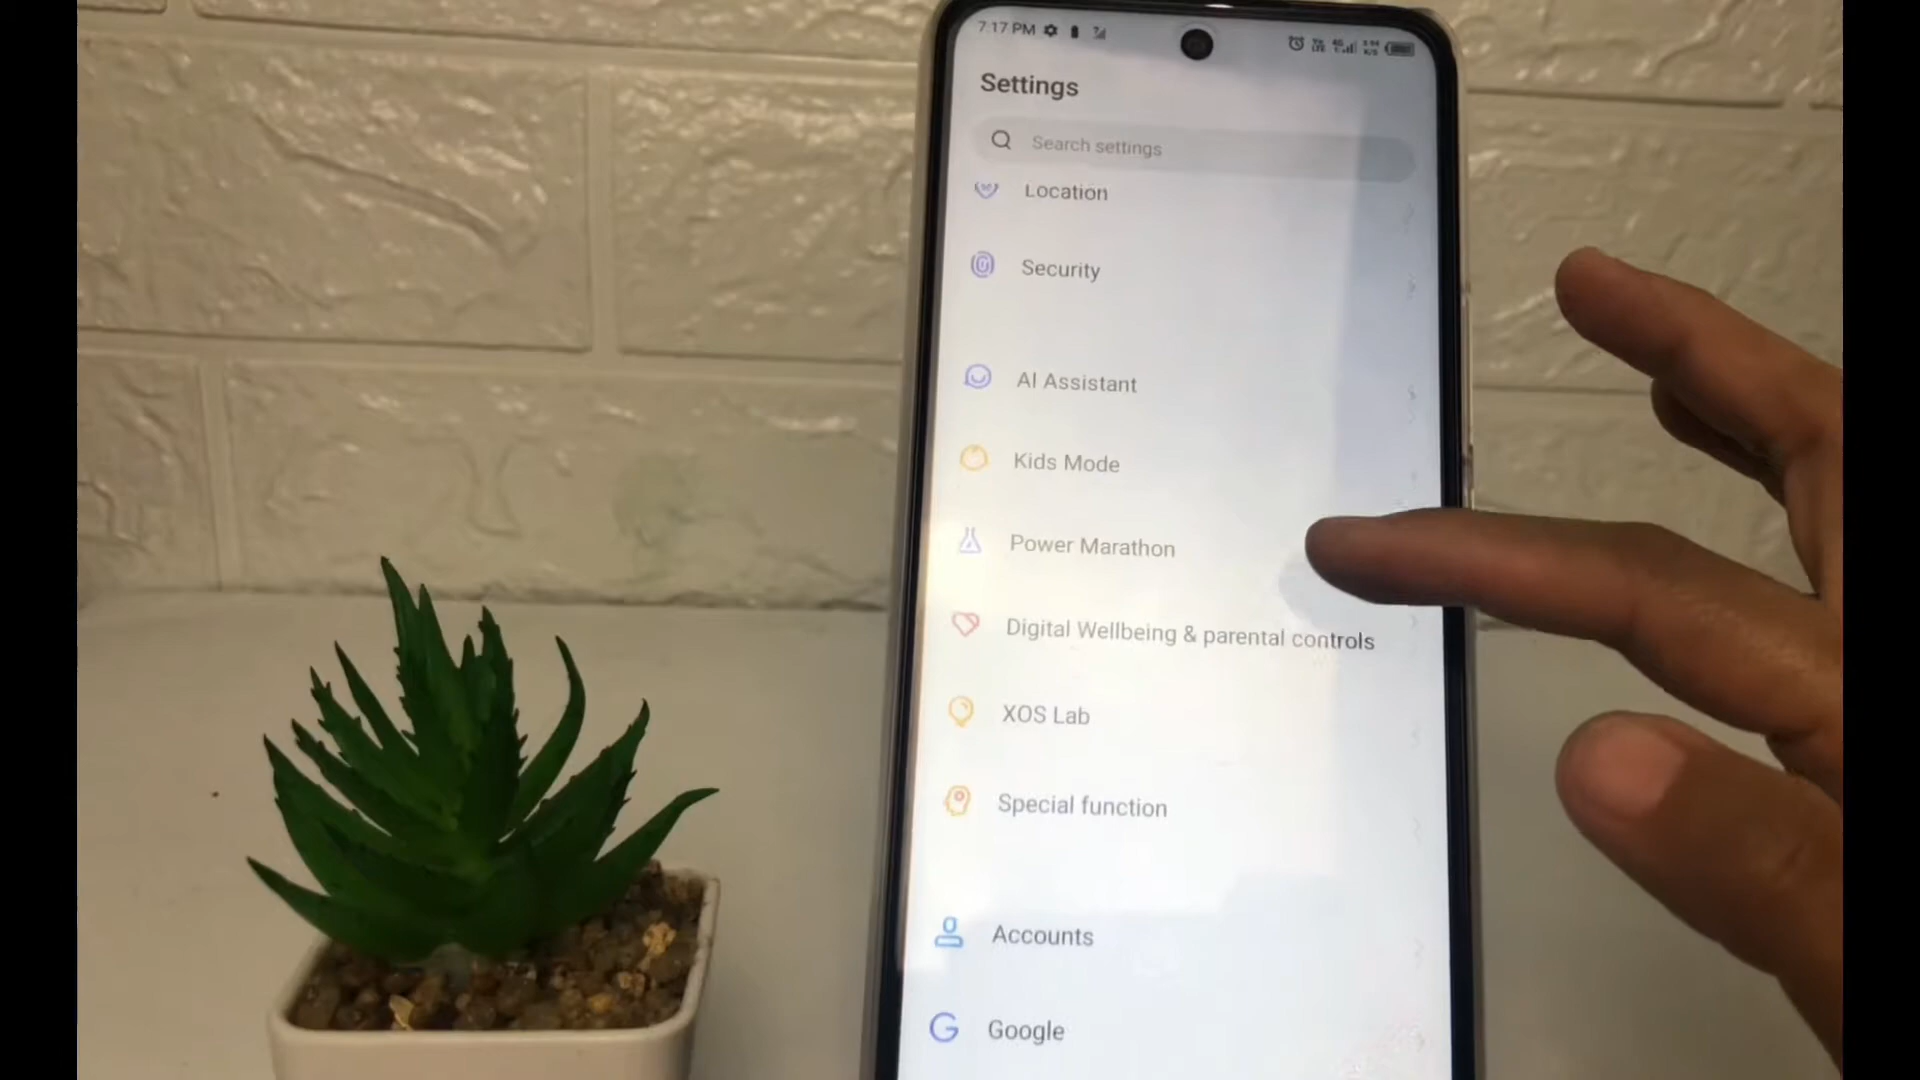 7:17 PM
Settings
Search settings
Location
Security
AI Assistant
Kids Mode
Power Marathon
Digital Wellbeing & parental controls
XOS Lab
Special function
Accounts
Google